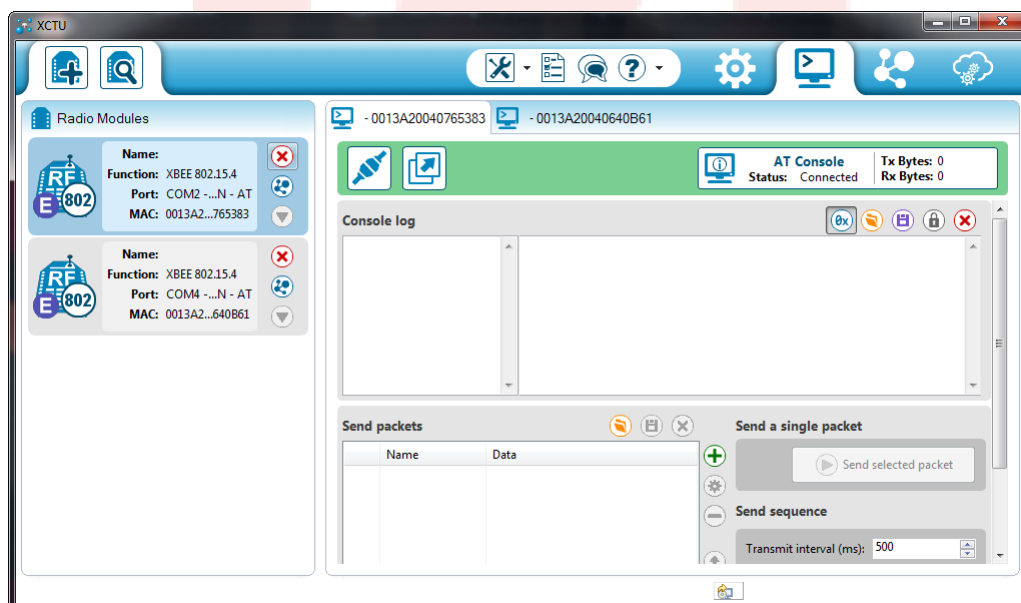 XCTU
Radio Modules
Name:
Function: XBEE 802.15.4
Port: COM2 -...N - AT
MAC: 0013A2...765383
RF
E 802
Name:
Function: XBEE 802.15.4
Port: COM4 -...N - AT
MAC: 0013A2...640B61
RF
E 802
- 0013A20040765383
- 0013A20040640B61
AT Console
Status: Connected
Tx Bytes: 0
Rx Bytes: 0
Console log
0x
Send packets
Name Data
Send a single packet
Send selected packet
Send sequence
Transmit interval (ms): 500